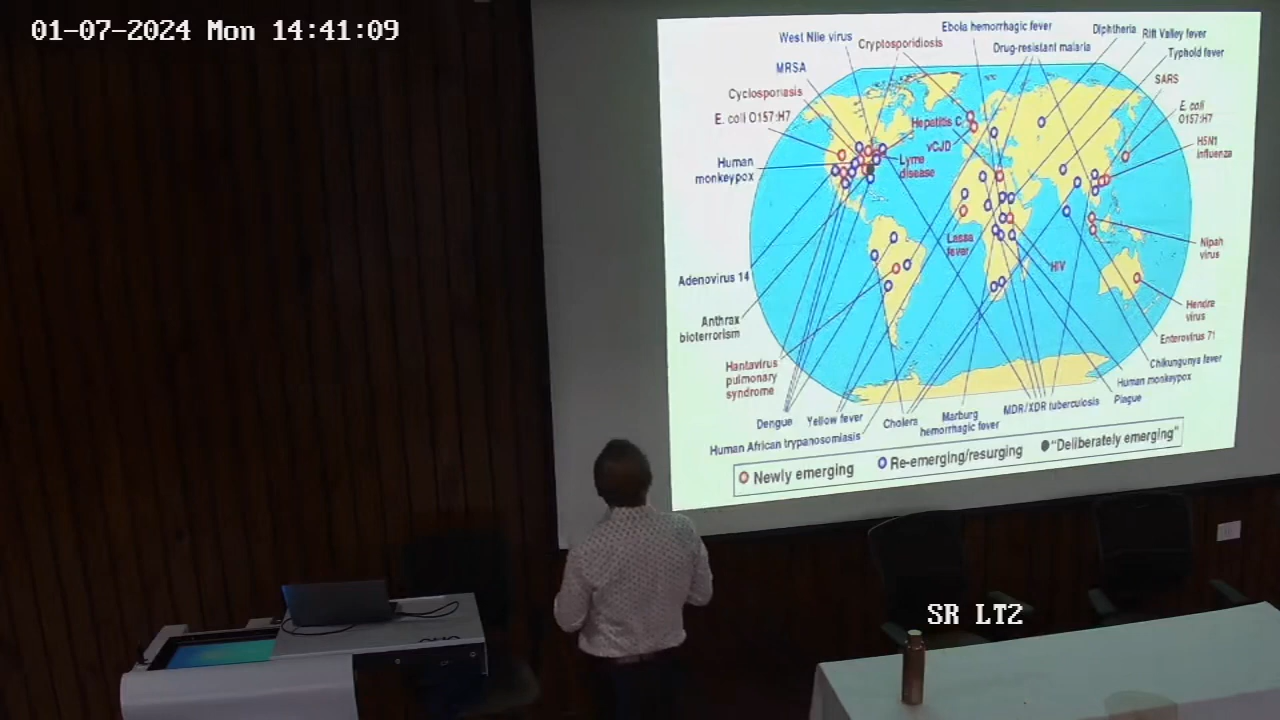 01-07-2024 Mon 14:41:09
Ebola hemorrhagic fever
West Nile virus
Cryptosporidiosis
Drug-resistant malaria
Diphtheria
Rift Valley fever
Typhoid fever
MRSA
SARS
Cyclosporiasis
E. coli O157:H7
E. coli
O157:H7
Hepatitis C
vCJD
H5N1
influenza
Human
monkeypox
Lyme
disease
Lassa
fever
HIV
Nipah
virus
Adenovirus 14
Anthrax
bioterrorism
Hendra
virus
Enterovirus 71
Hantavirus
pulmonary
syndrome
Chikungunya fever
Human monkeypox
Plague
Dengue
Yellow fever
Cholera
Marburg
hemorrhagic fever
MDR/XDR tuberculosis
Human African trypanosomiasis
Newly emerging
Re-emerging/resurging
"Deliberately emerging"
SR LT2